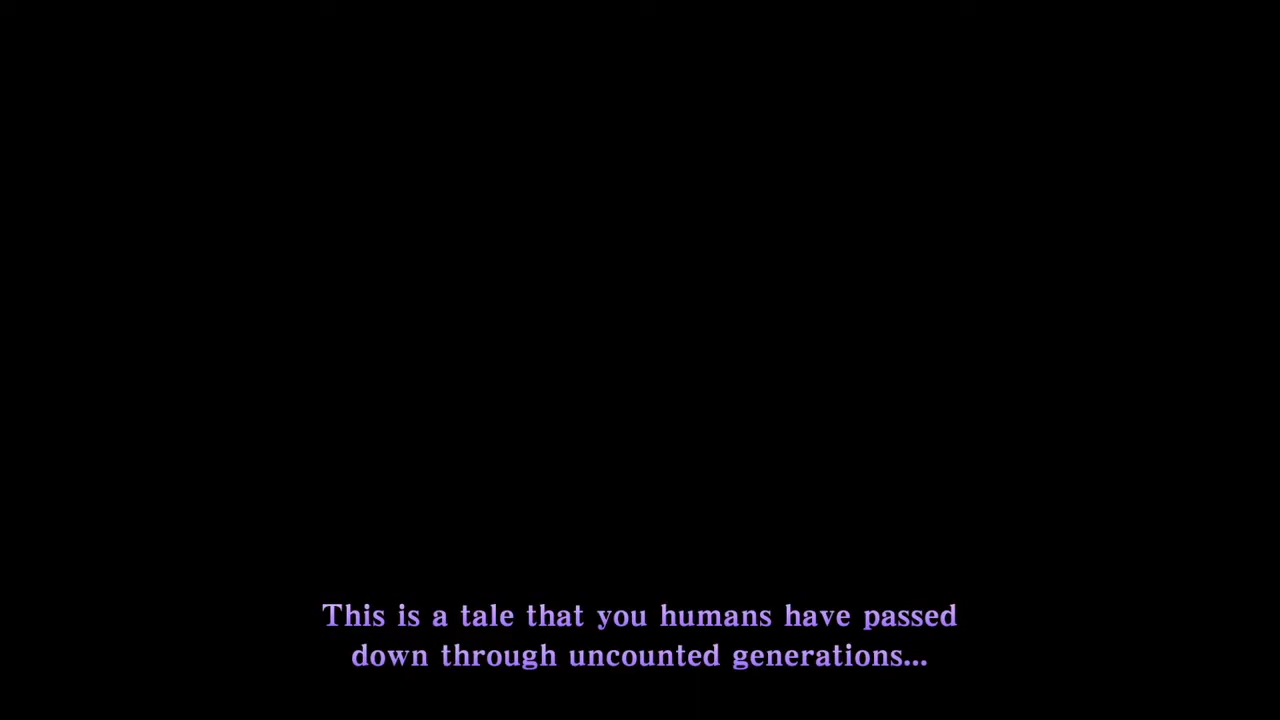 This is a tale that you humans have passed
down through uncounted generations...